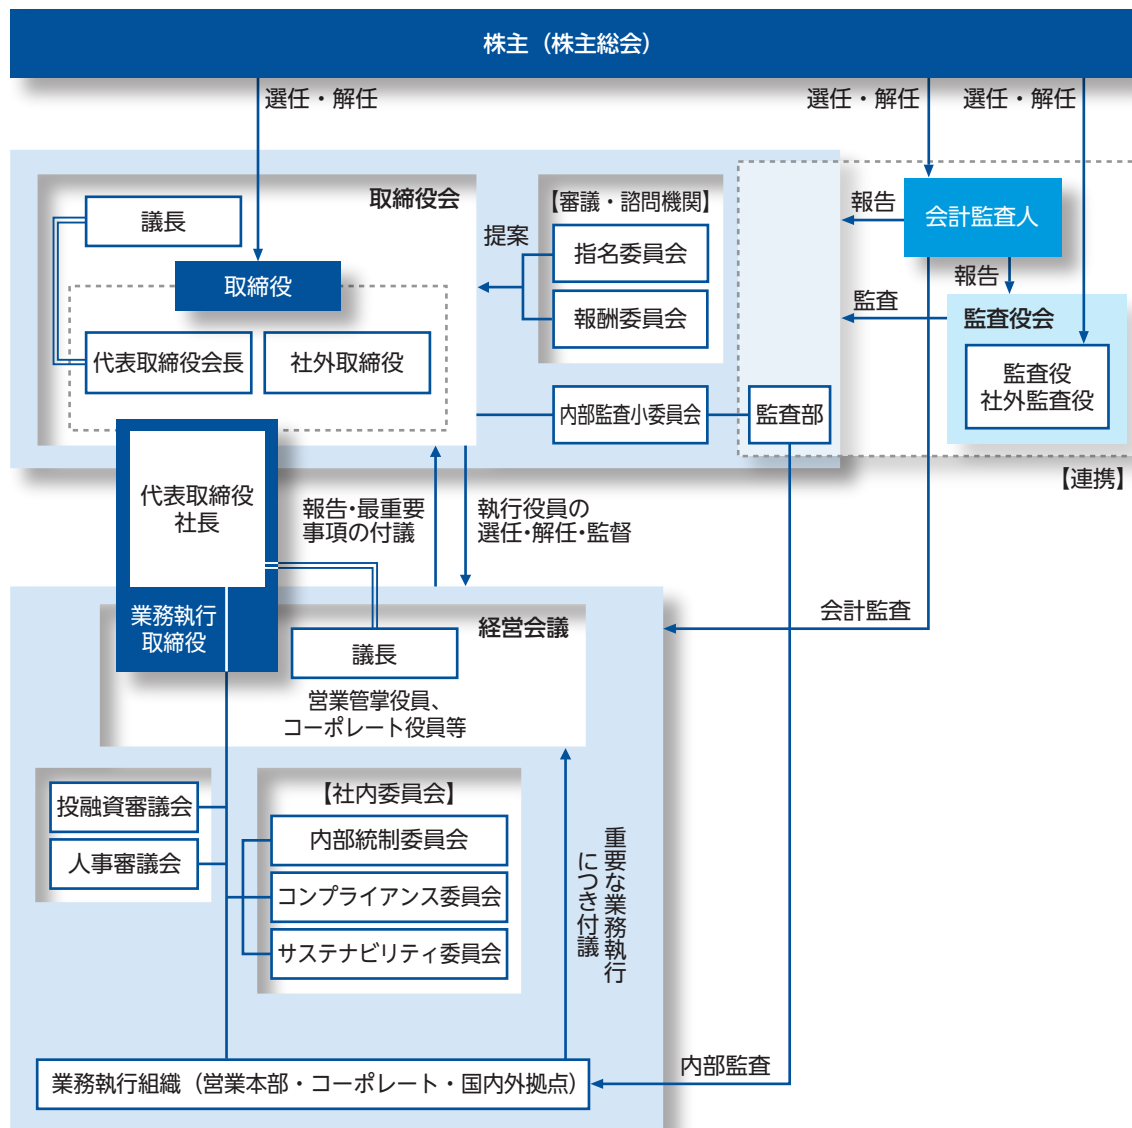 株主（株主総会）
選任・解任
選任・解任
選任・解任
取締役会
議長
取締役
代表取締役会長
社外取締役
提案
【審議・諮問機関】
指名委員会
報酬委員会
報告
会計監査人
報告
監査
監査役会
監査役
社外監査役
内部監査小委員会
監査部
【連携】
代表取締役
社長
報告・最重要
事項の付議
執行役員の
選任・解任・監督
業務執行
取締役
経営会議
議長
営業管掌役員、
コーポレート役員等
会計監査
投融資審議会
人事審議会
【社内委員会】
内部統制委員会
コンプライアンス委員会
サステナビリティ委員会
重要な業務執行
につき付議
内部監査
業務執行組織（営業本部・コーポレート・国内外拠点）